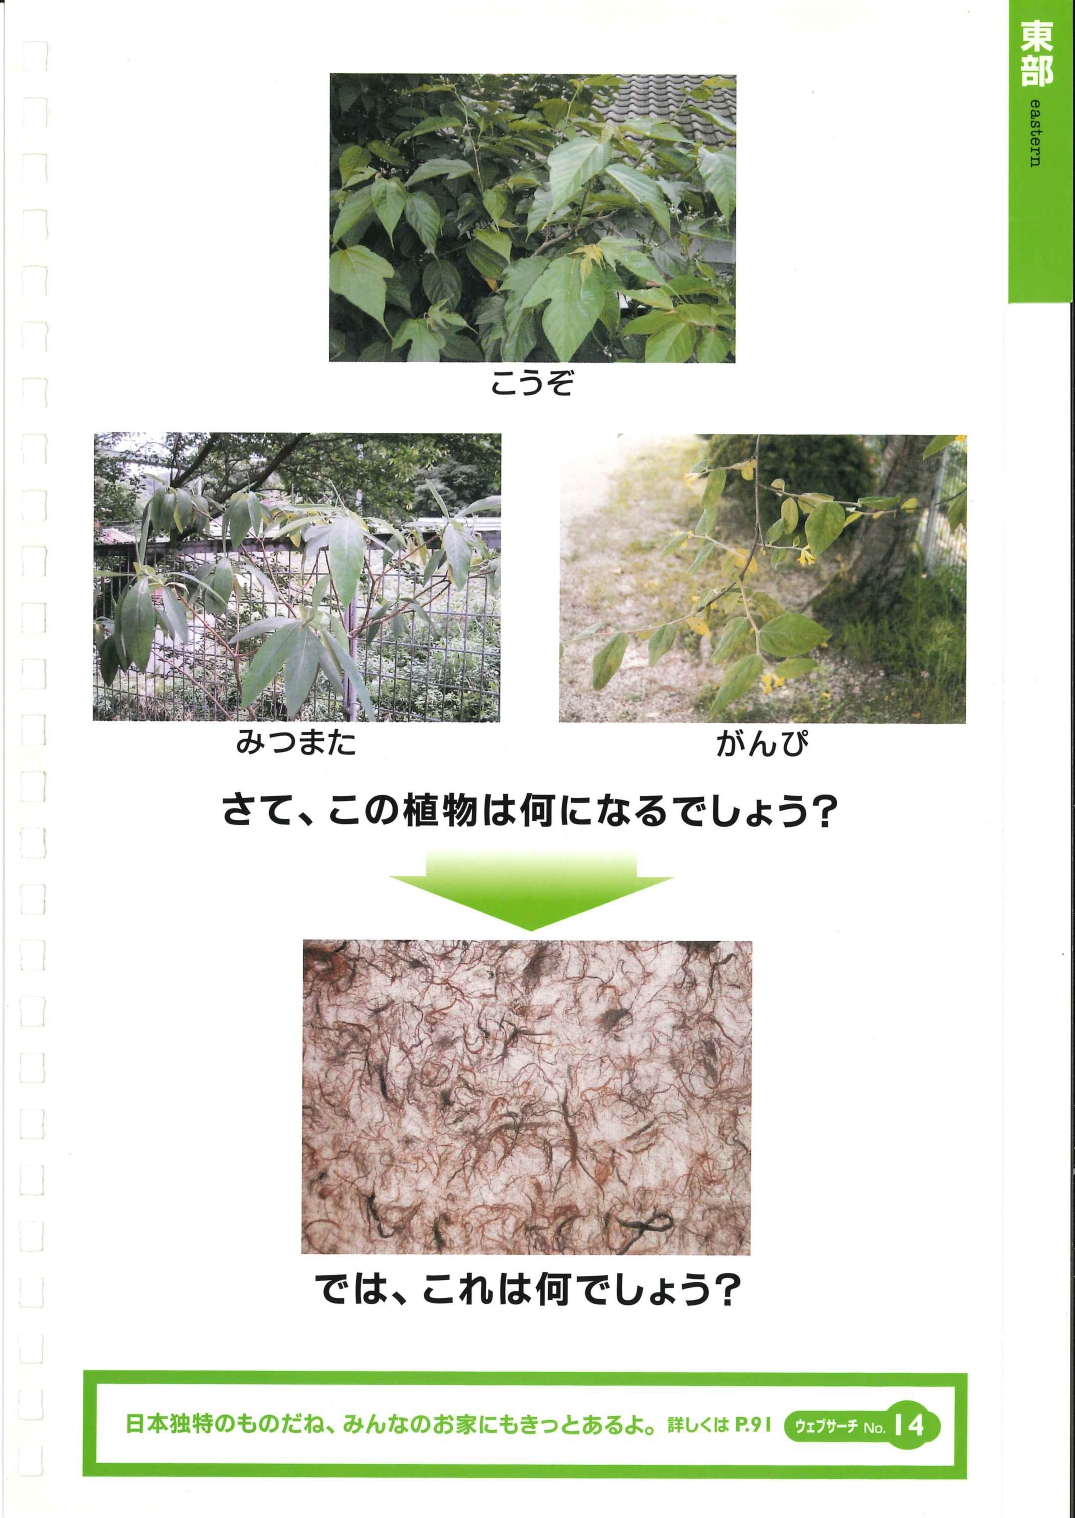 東部
eastern
こうぞ
みつまた
がんぴ
さて、この植物は何になるでしょう？
では、これは何でしょう？
日本独特のものだね、みんなのお家にもきっとあるよ。詳しくは P.91 ウェブサーチ No. 14